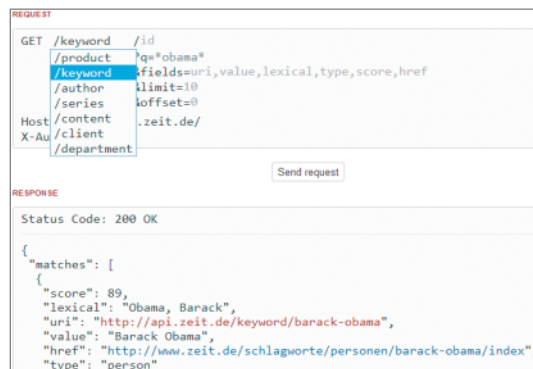 REQUEST
GET /keyword /id
/product ?q=*obama*
/keyword &fields=uri,value,lexical,type,score,href
/author &limit=10
/series &offset=0
/content
Host .zeit.de/
/client
X-Au
/department
Send request
RESPONSE
Status Code: 200 OK
{
"matches": [
{
"score": 89,
"lexical": "Obama, Barack",
"uri": "http://api.zeit.de/keyword/barack-obama",
"value": "Barack Obama",
"href": "http://www.zeit.de/schlagworte/personen/barack-obama/index"
"type": "person"